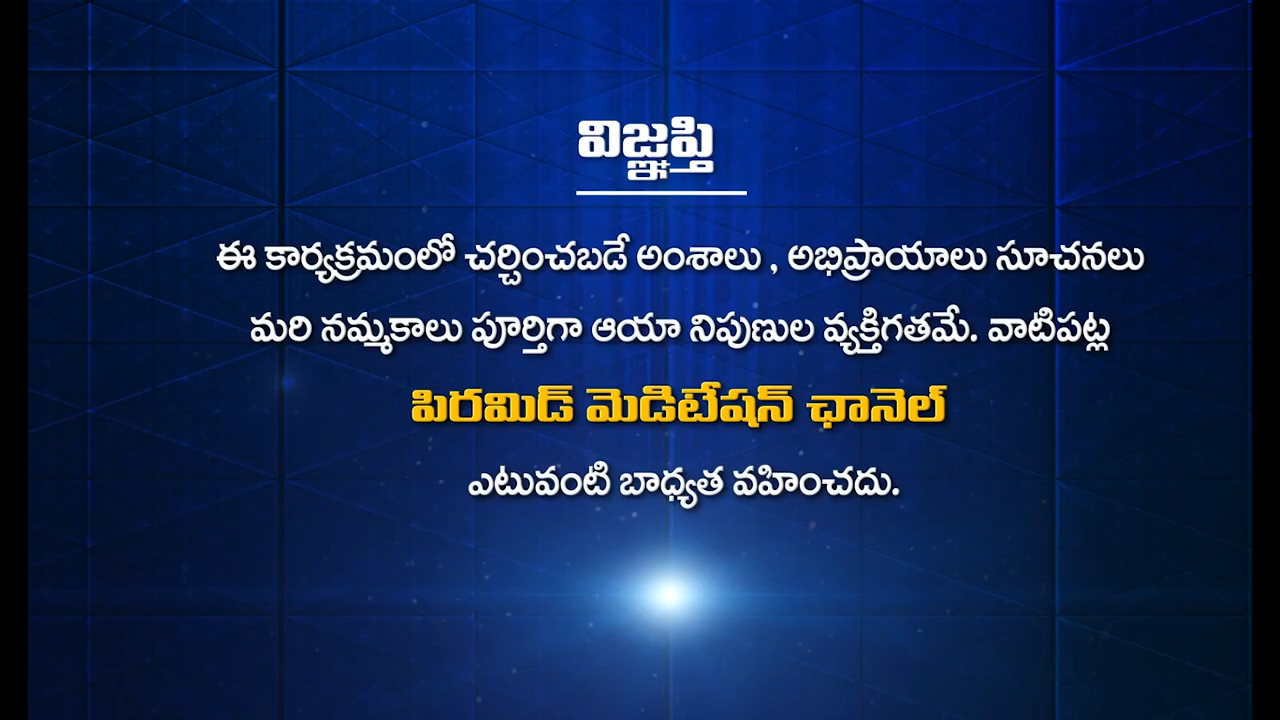 విజ్ఞప్తి
ఈ కార్యక్రమంలో చర్చించబడే అంశాలు , అభిప్రాయాలు సూచనలు
మరి నమ్మకాలు పూర్తిగా ఆయా నిపుణుల వ్యక్తిగతమే. వాటిపట్ల
పిరమిడ్ మెడిటేషన్ ఛానెల్
ఎటువంటి బాధ్యత వహించదు.